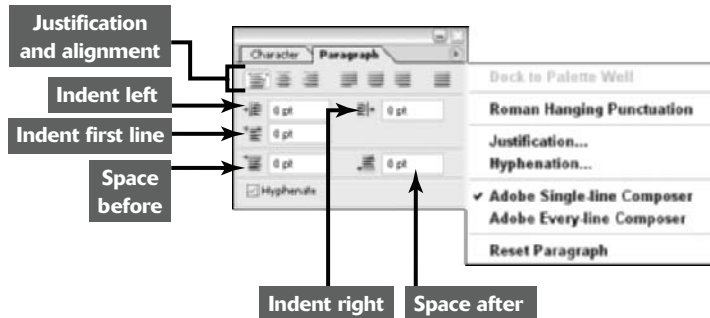 Justification
and alignment
Character Paragraph
Indent left
0 pt 0 pt
Indent first line
0 pt
Space
before
0 pt 0 pt
Hyphenate
Indent right Space after
Dock to Palette Well
Roman Hanging Punctuation
Justification...
Hyphenation...
✔ Adobe Single-line Composer
Adobe Every-line Composer
Reset Paragraph